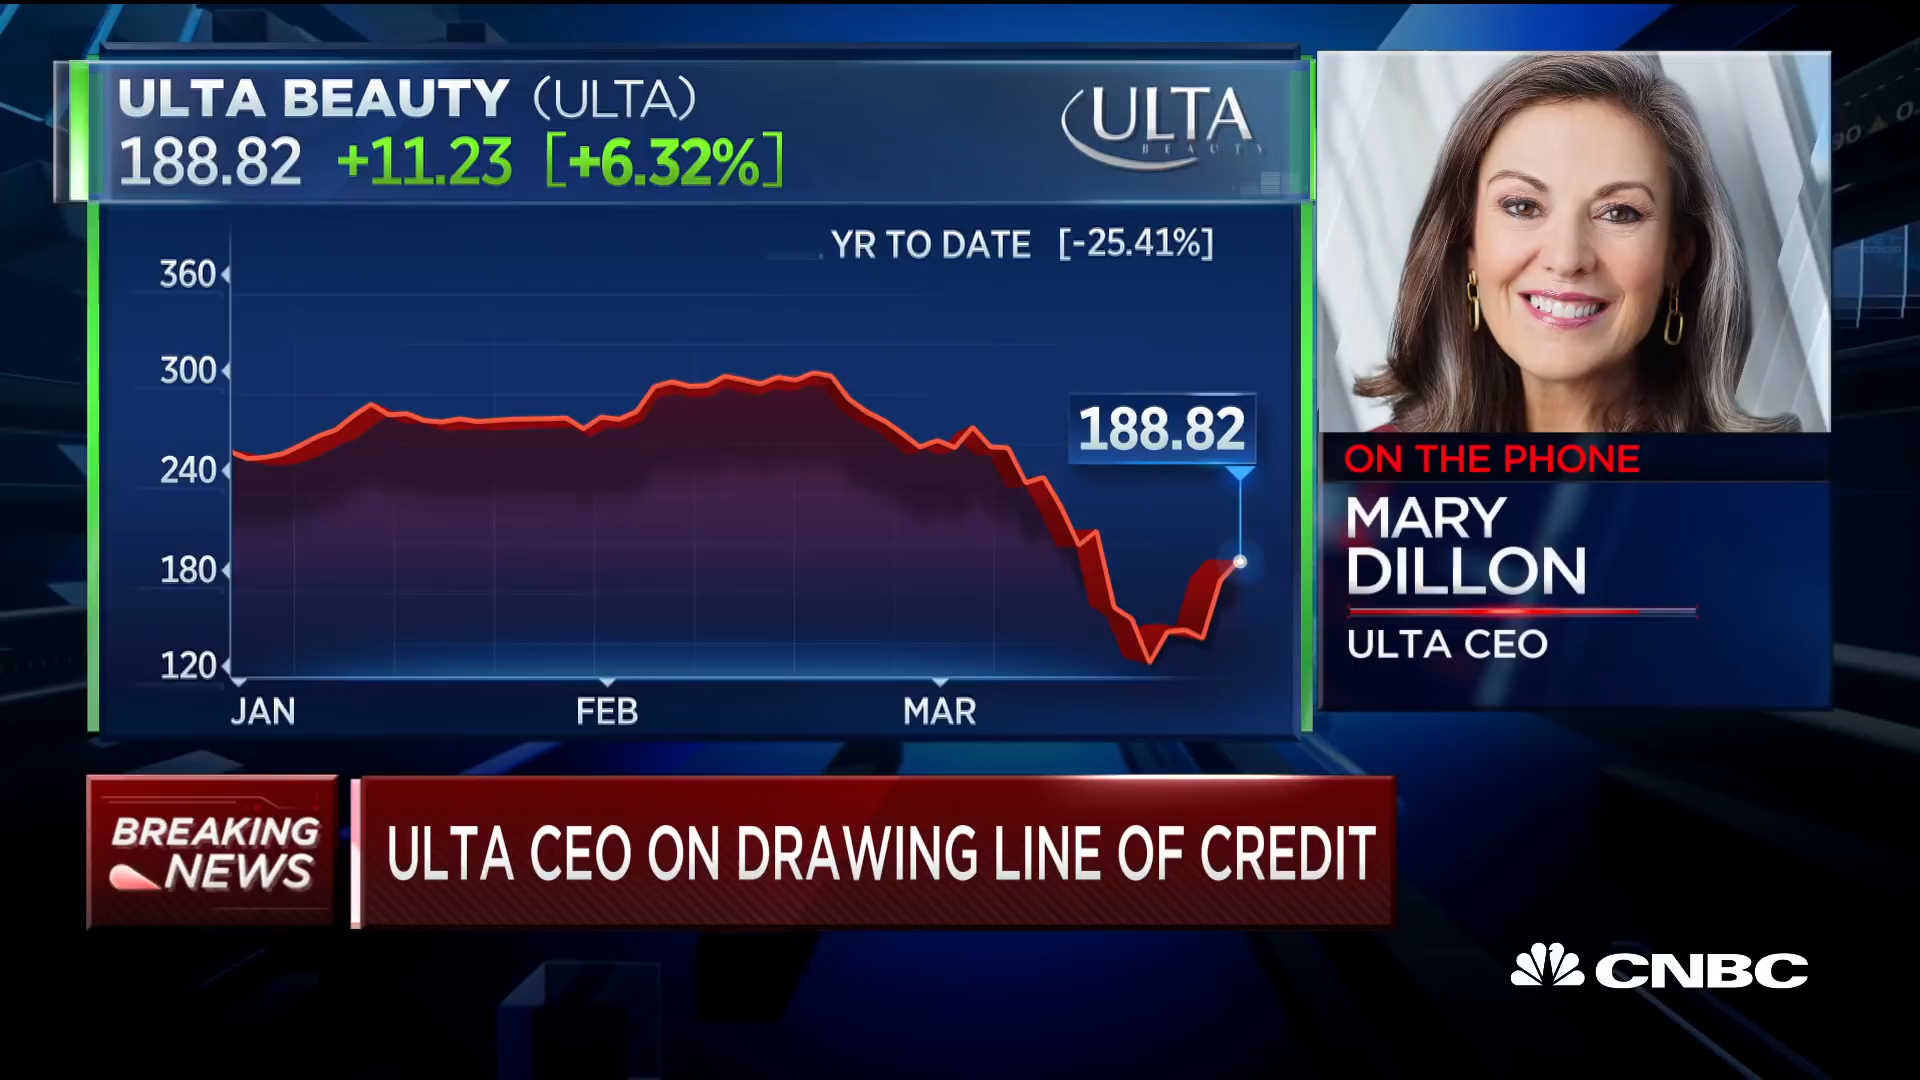 ULTA BEAUTY (ULTA)
188.82 +11.23 [+6.32%]
ULTA
BEAUTY
YR TO DATE [-25.41%]
360
300
240
180
120
188.82
JAN FEB MAR
ON THE PHONE
MARY
DILLON
ULTA CEO
BREAKING
NEWS
ULTA CEO ON DRAWING LINE OF CREDIT
CNBC